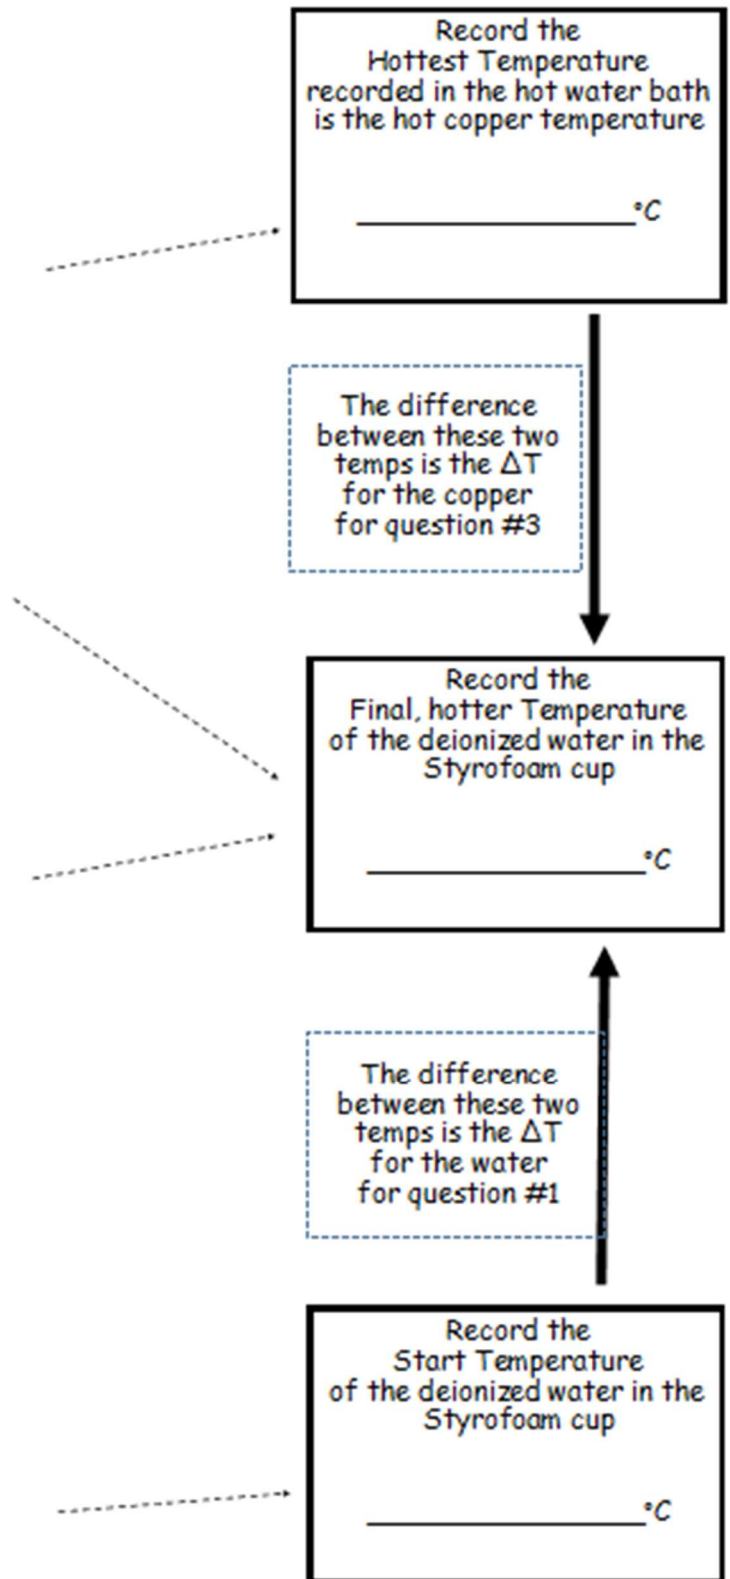 Record the
Hottest Temperature
recorded in the hot water bath
is the hot copper temperature
____________________°C
The difference
between these two
temps is the ΔT
for the copper
for question #3
Record the
Final, hotter Temperature
of the deionized water in the
Styrofoam cup
____________________°C
The difference
between these two
temps is the ΔT
for the water
for question #1
Record the
Start Temperature
of the deionized water in the
Styrofoam cup
____________________°C